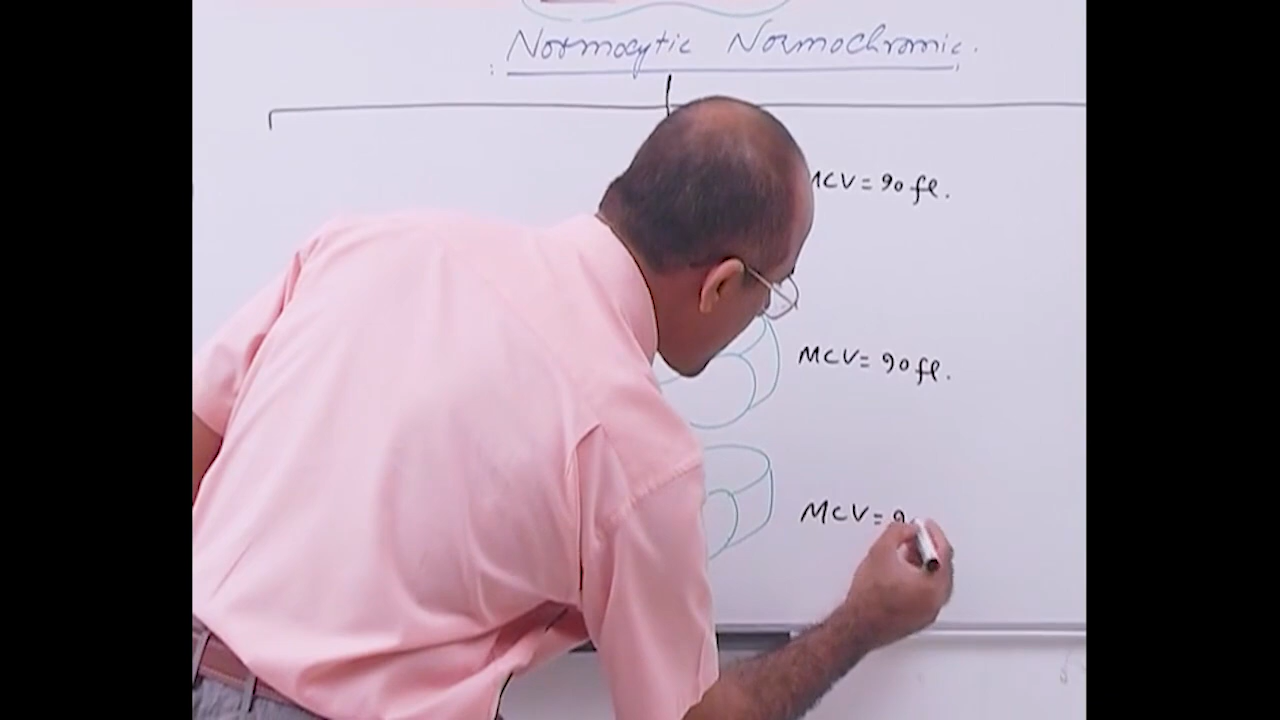 Normocytic Normochromic.
MCV = 90 fl.
MCV = 90 fl.
MCV = 9